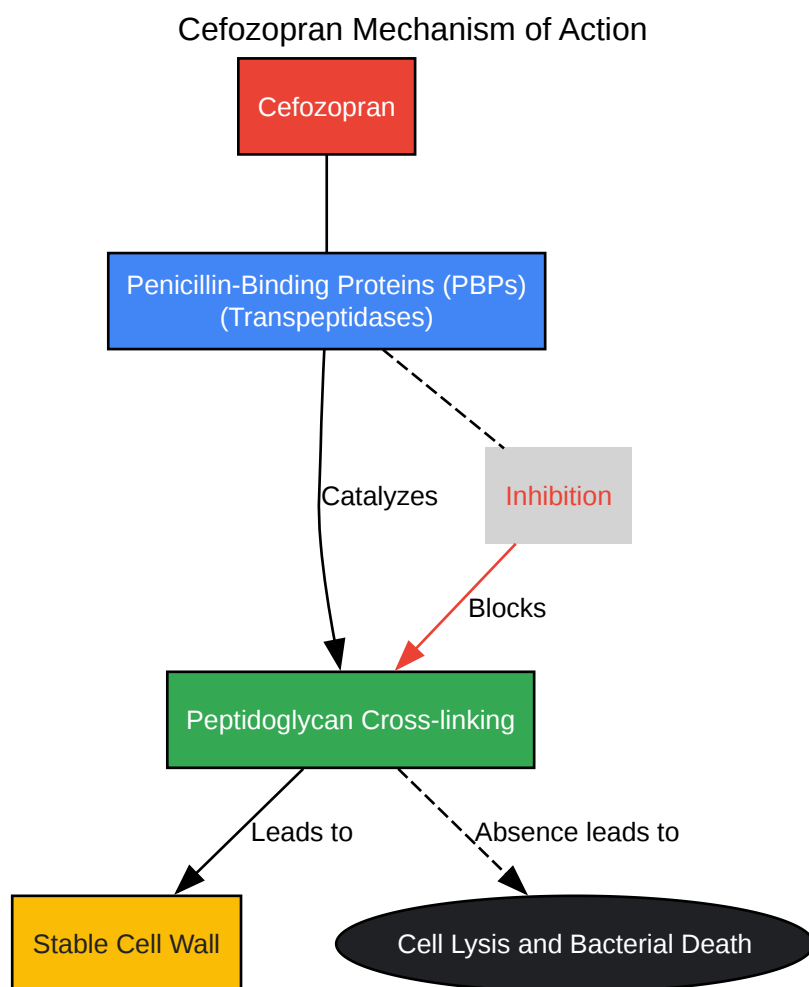 Cefozopran Mechanism of Action
Cefozopran
Penicillin-Binding Proteins (PBPs)
(Transpeptidases)
Catalyzes
Inhibition
Blocks
Peptidoglycan Cross-linking
Leads to
Absence leads to
Stable Cell Wall
Cell Lysis and Bacterial Death